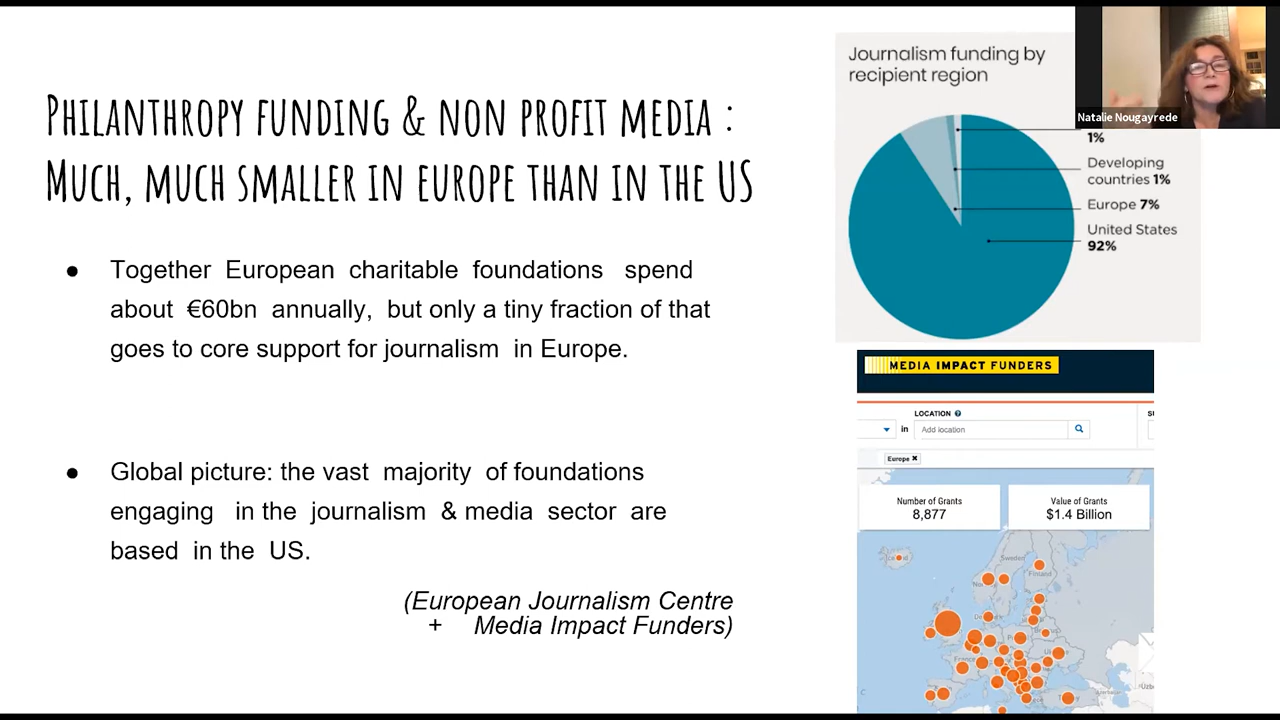 PHILANTHROPY FUNDING & NON PROFIT MEDIA :
MUCH, MUCH SMALLER IN EUROPE THAN IN THE US
● Together European charitable foundations spend
about €60bn annually, but only a tiny fraction of that
goes to core support for journalism in Europe.
● Global picture: the vast majority of foundations
engaging in the journalism & media sector are
based in the US.
(European Journalism Centre
+ Media Impact Funders)
Journalism funding by
recipient region
1%
Developing
countries 1%
Europe 7%
United States
92%
Natalie Nougayrede
MEDIA IMPACT FUNDERS
LOCATION
in
Add location
Europe ✖
Number of Grants
8,877
Value of Grants
$1.4 Billion
Sweden
Finland
France